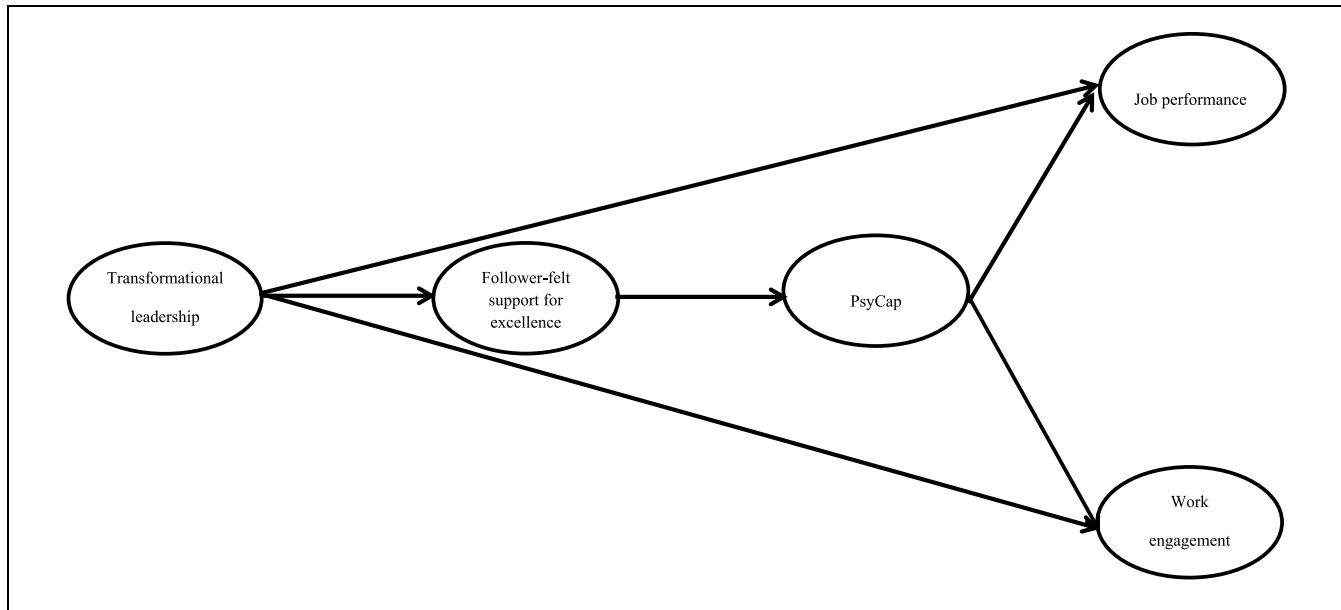 Job performance
Transformational
leadership
Follower-felt
support for
excellence
PsyCap
Work
engagement